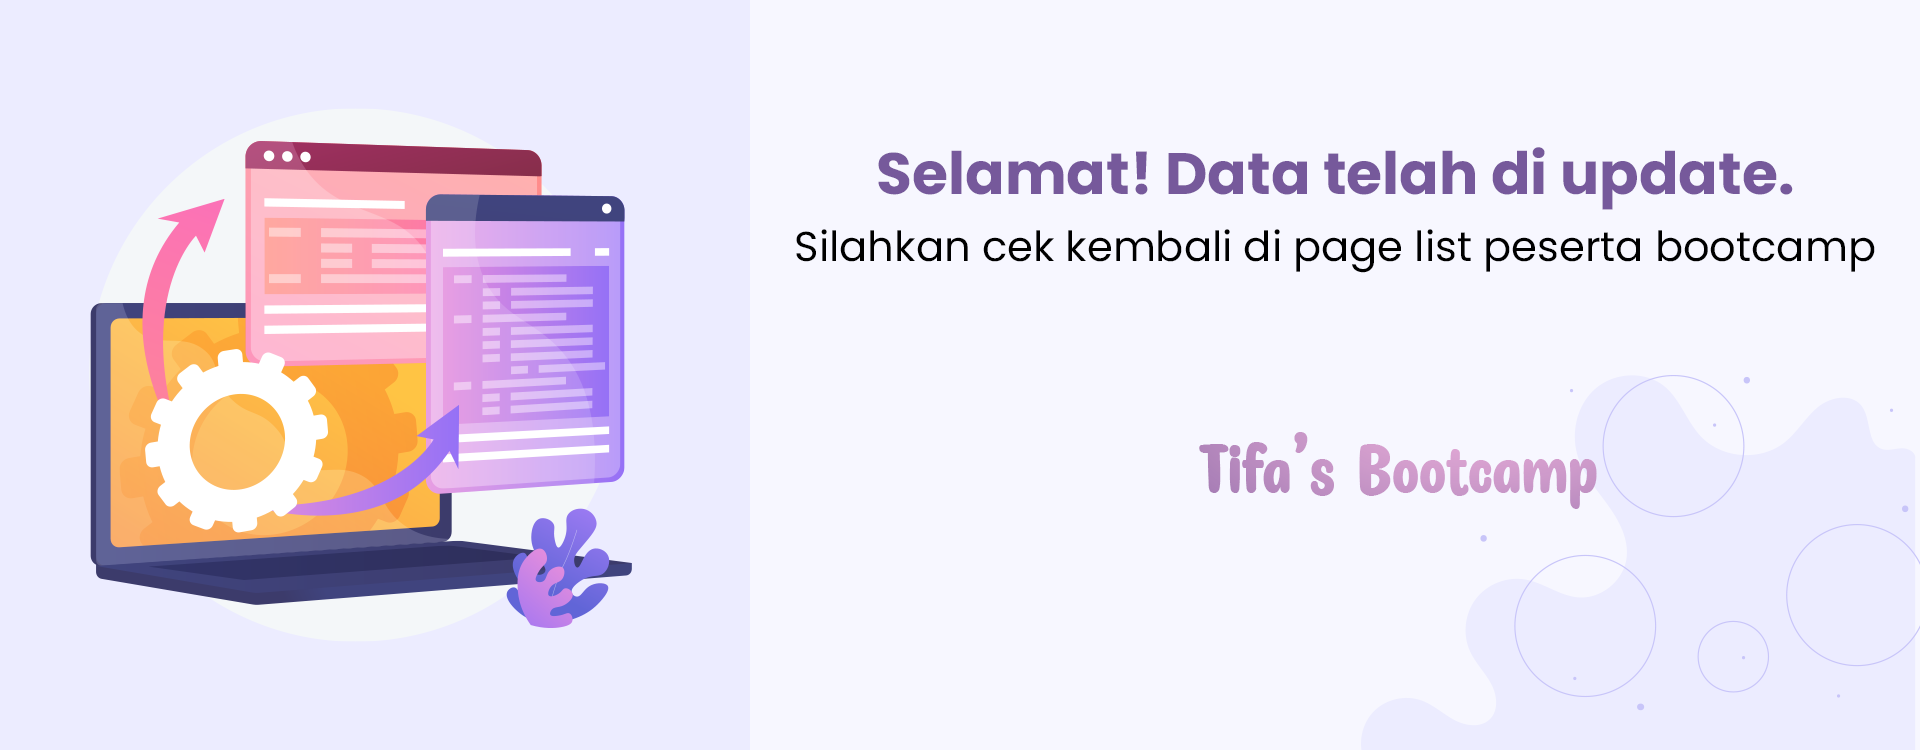 Selamat! Data telah di update.
Silahkan cek kembali di page list peserta bootcamp
Tifa's Bootcamp